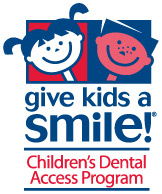 give kids a
smile!®
Children's Dental
Access Program